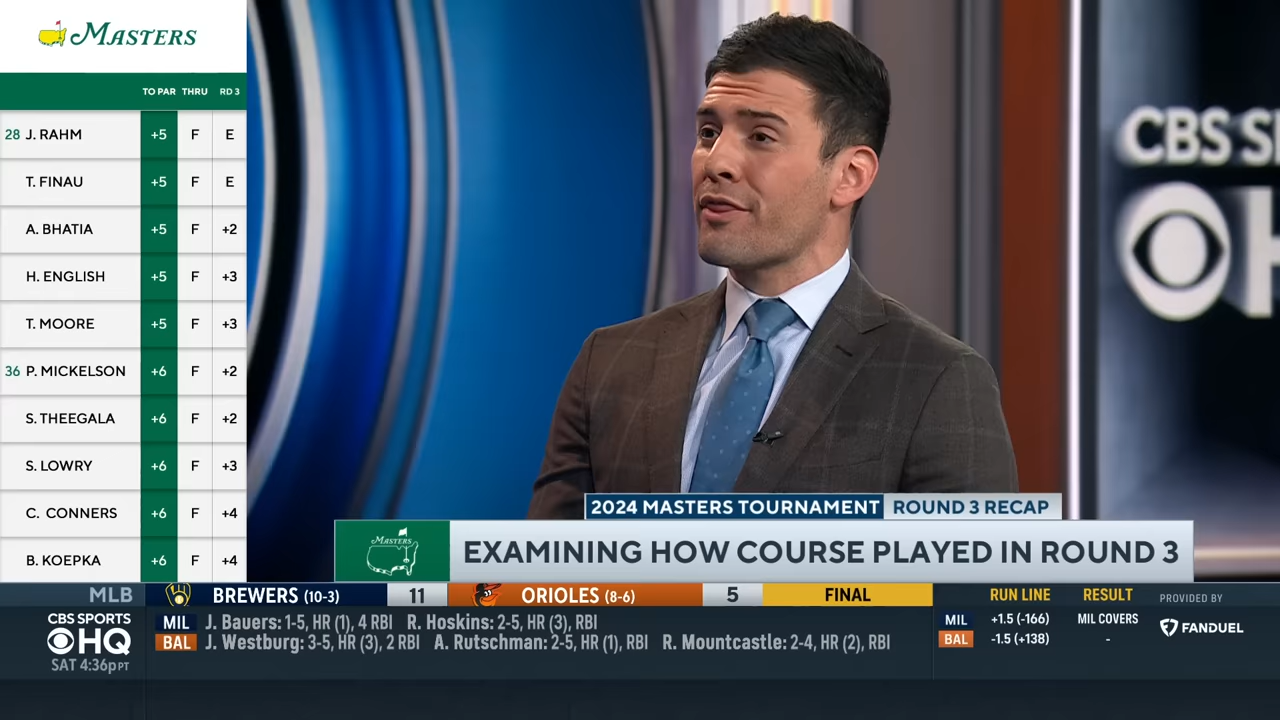 MASTERS
TO PAR THRU RD 3
28 J. RAHM +5 F E
T. FINAU +5 F E
A. BHATIA +5 F +2
H. ENGLISH +5 F +3
T. MOORE +5 F +3
36 P. MICKELSON +6 F +2
S. THEEGALA +6 F +2
S. LOWRY +6 F +3
C. CONNERS +6 F +4
B. KOEPKA +6 F +4
CBS S
H
2024 MASTERS TOURNAMENT ROUND 3 RECAP
MASTERS
EXAMINING HOW COURSE PLAYED IN ROUND 3
MLB BREWERS (10-3) 11 ORIOLES (8-6) 5 FINAL
RUN LINE RESULT PROVIDED BY
CBS SPORTS
HQ
SAT 4:36p PT
MIL J. Bauers: 1-5, HR (1), 4 RBI R. Hoskins: 2-5, HR (3), RBI
BAL J. Westburg: 3-5, HR (3), 2 RBI A. Rutschman: 2-5, HR (1), RBI R. Mountcastle: 2-4, HR (2), RBI
MIL +1.5 (-166) MIL COVERS
BAL -1.5 (+138) -
FANDUEL